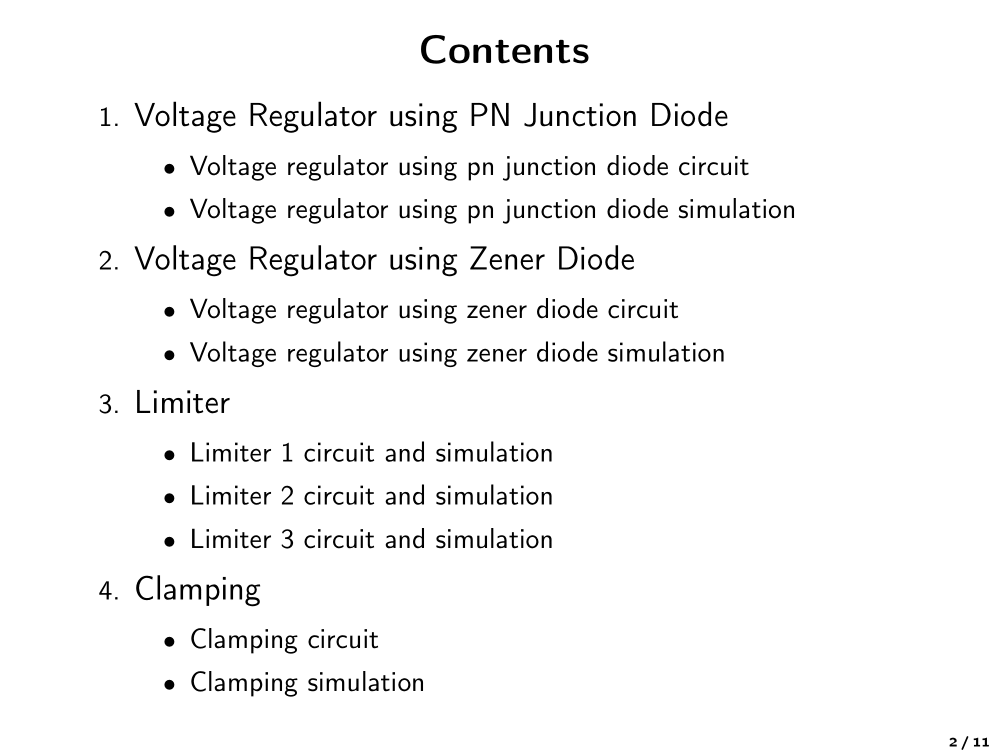 Contents
1. Voltage Regulator using PN Junction Diode
• Voltage regulator using pn junction diode circuit
• Voltage regulator using pn junction diode simulation
2. Voltage Regulator using Zener Diode
• Voltage regulator using zener diode circuit
• Voltage regulator using zener diode simulation
3. Limiter
• Limiter 1 circuit and simulation
• Limiter 2 circuit and simulation
• Limiter 3 circuit and simulation
4. Clamping
• Clamping circuit
• Clamping simulation
2 / 11